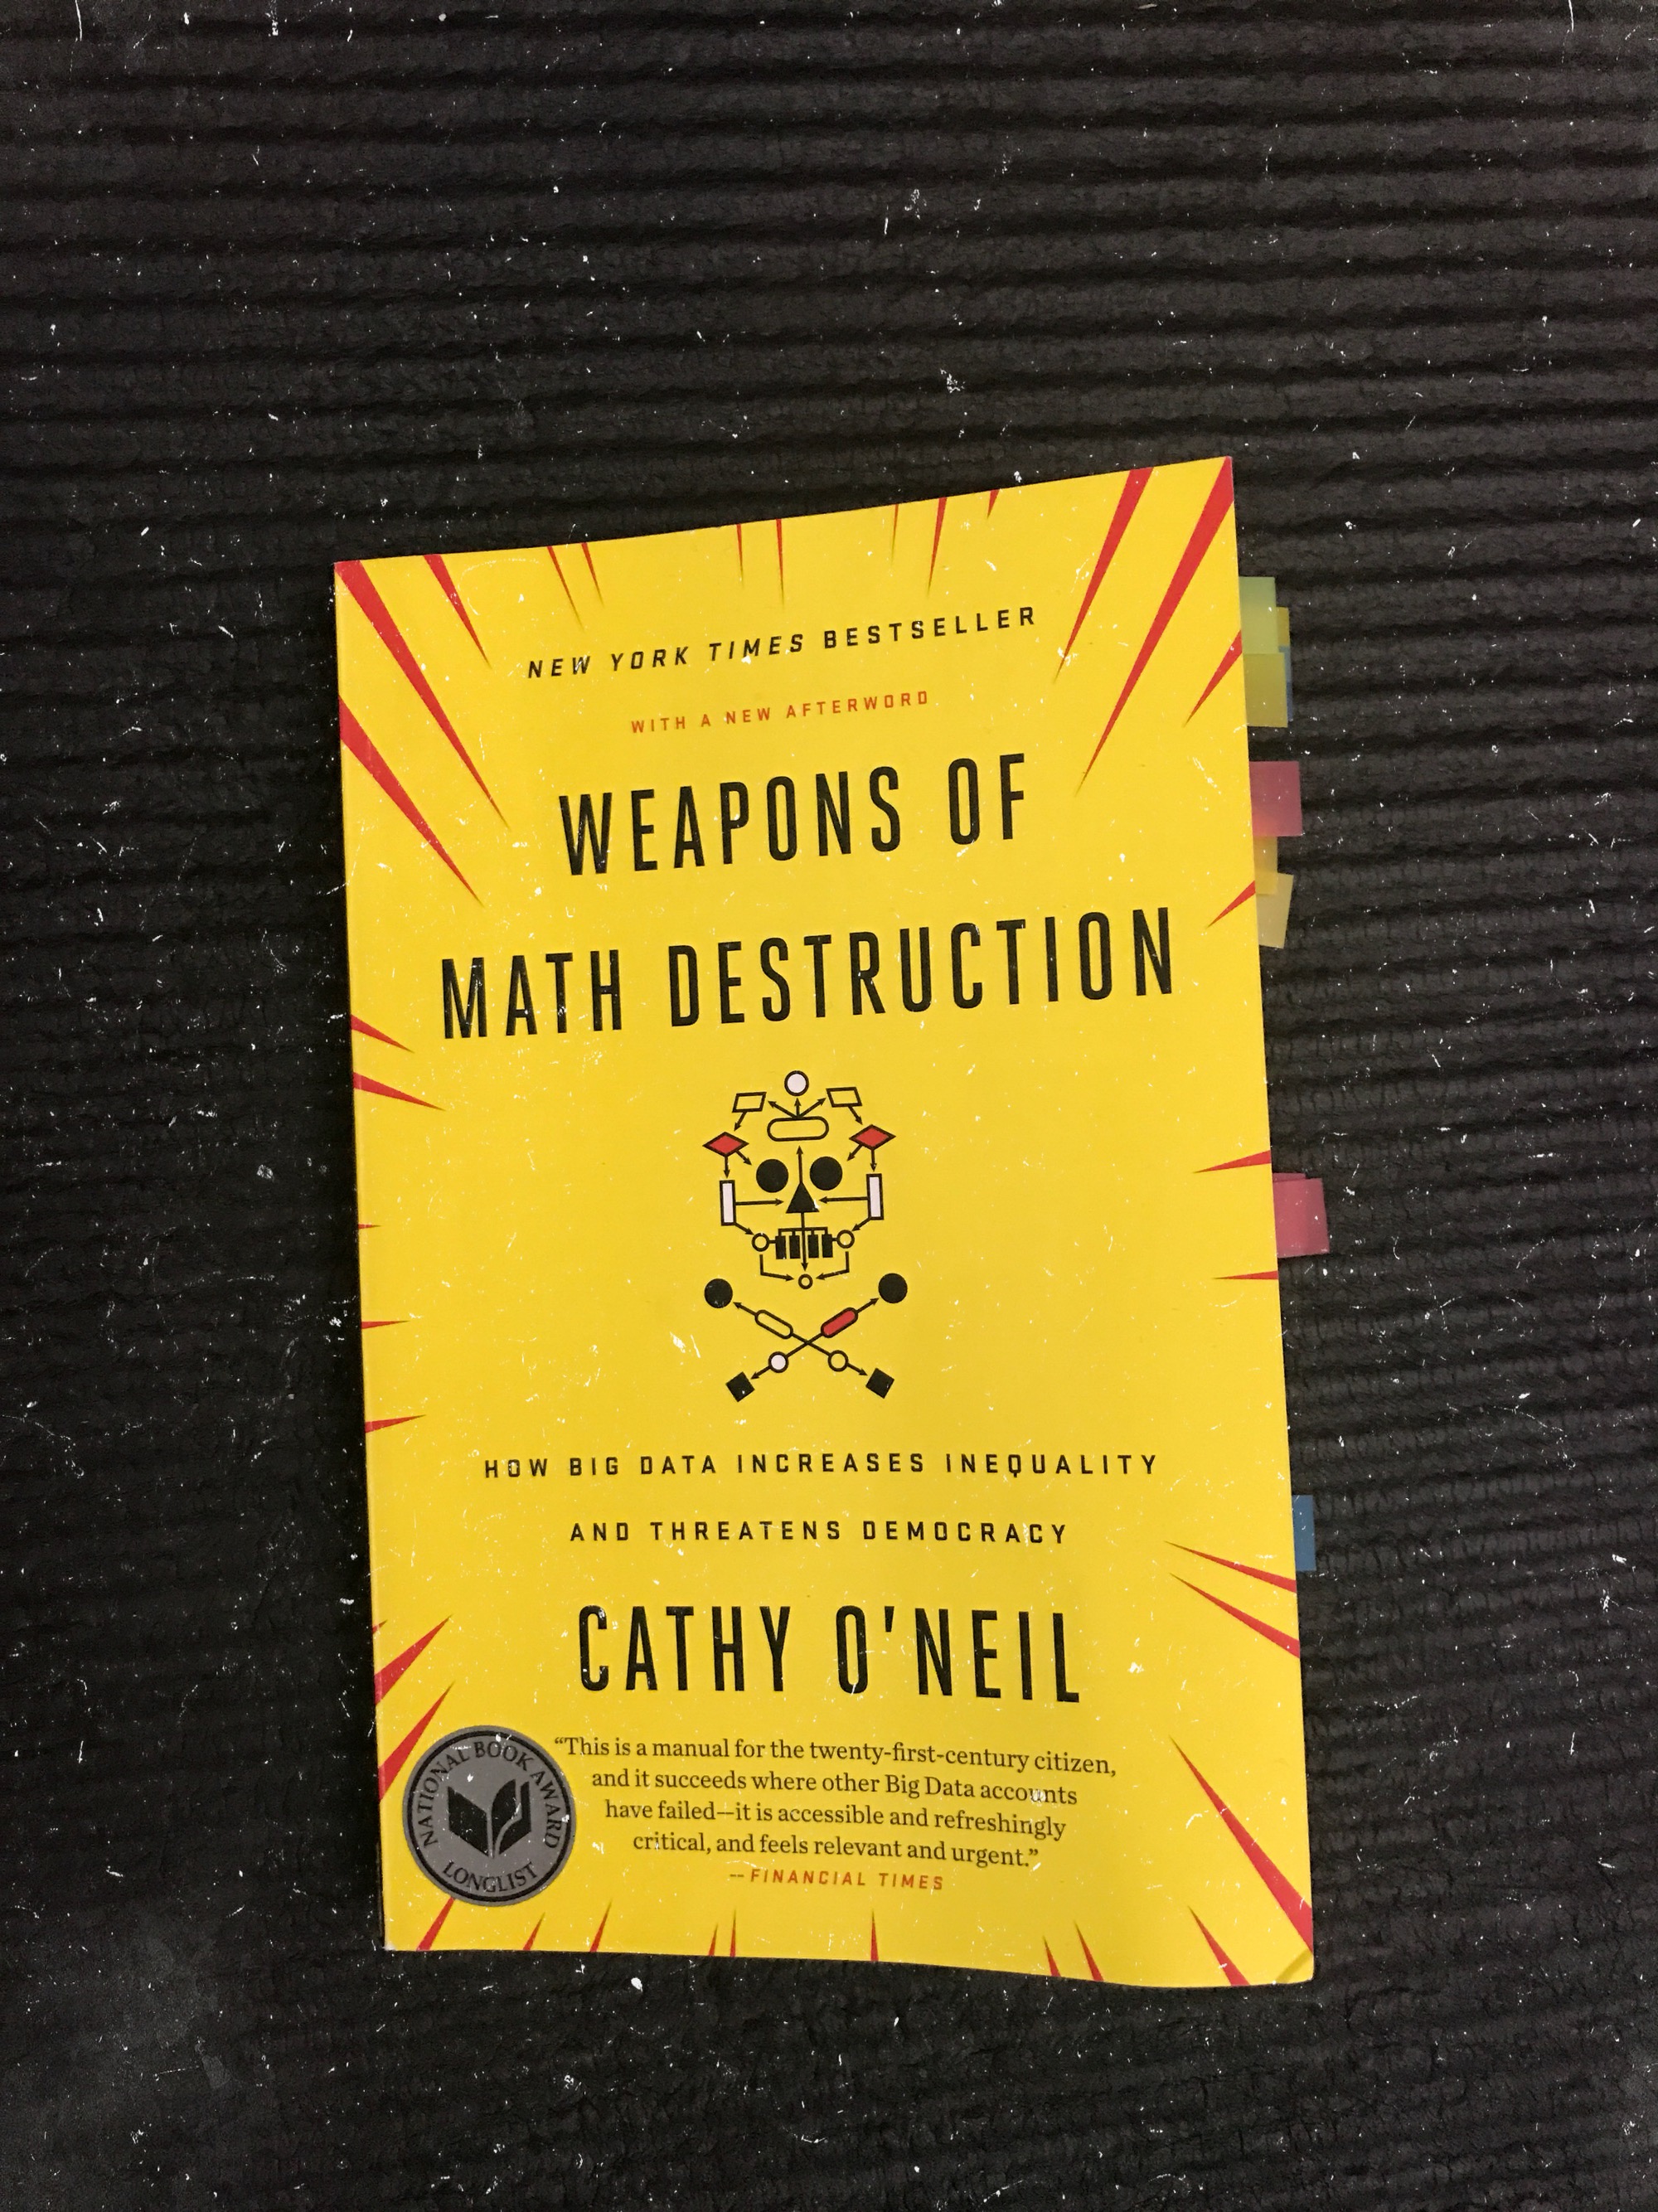 NEW YORK TIMES BESTSELLER
WITH A NEW AFTERWORD
WEAPONS OF
MATH DESTRUCTION
HOW BIG DATA INCREASES INEQUALITY
AND THREATENS DEMOCRACY
CATHY O'NEIL
NATIONAL BOOK AWARD
LONGLIST
“This is a manual for the twenty-first-century citizen,
and it succeeds where other Big Data accounts
have failed—it is accessible and refreshingly
critical, and feels relevant and urgent.”
—FINANCIAL TIMES